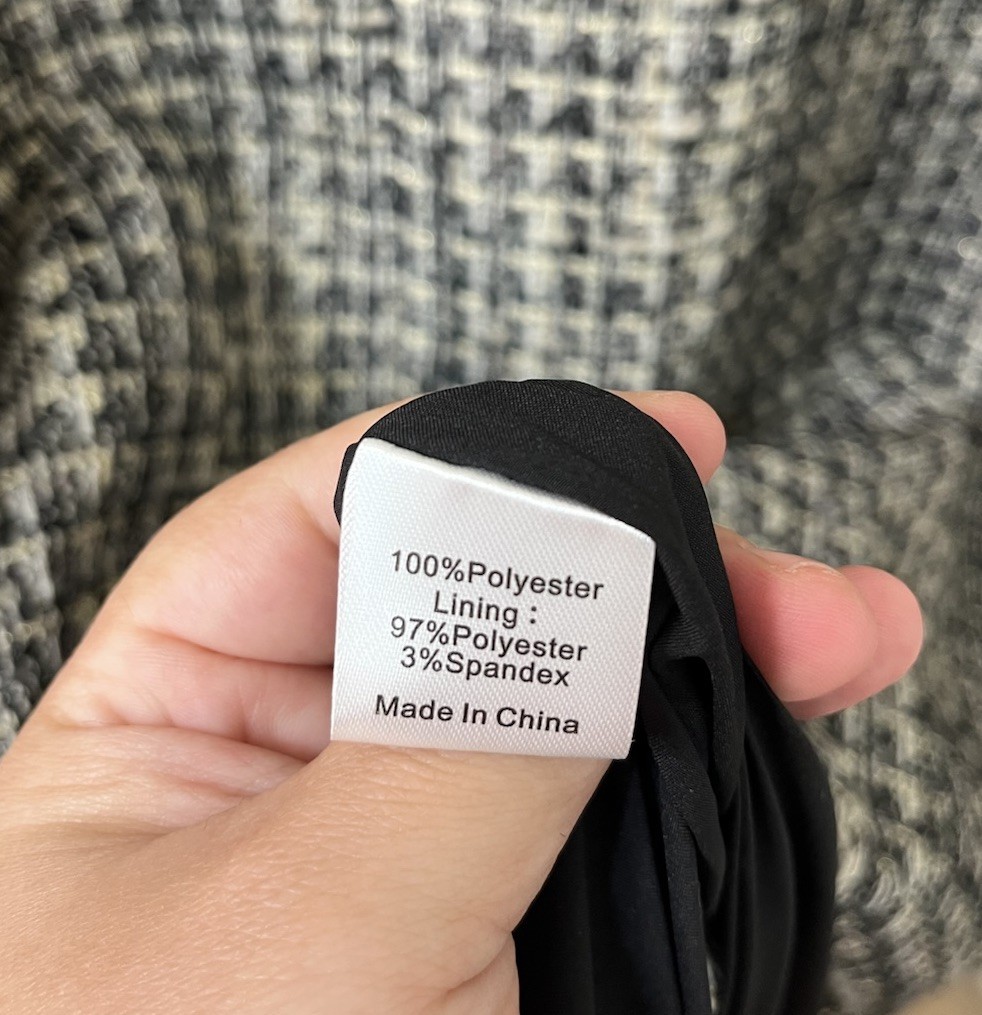 100%Polyester
Lining :
97%Polyester
3%Spandex
Made In China